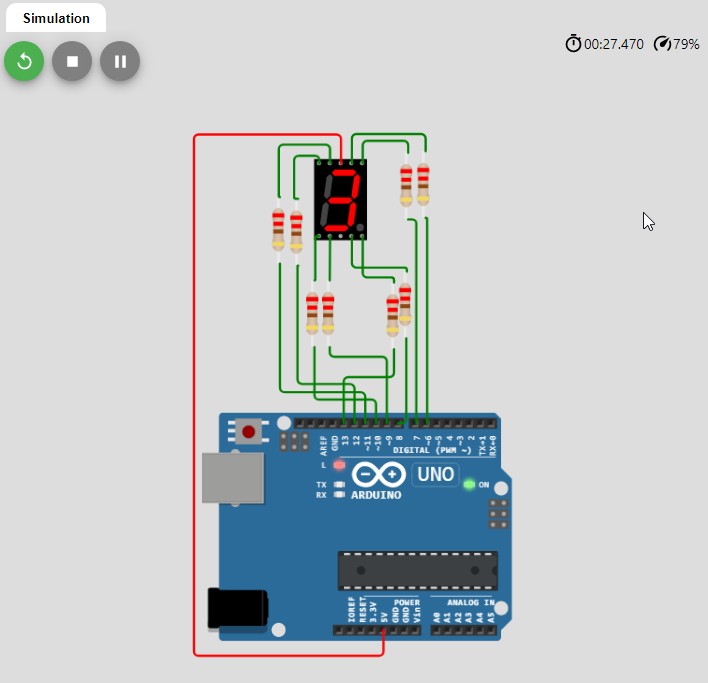 Simulation
00:27.470 79%
3
AREF
GND
13
12
~11
~10
~9
8
7
~6
~5
4
~3
2
TX→1
RX←0
DIGITAL (PWM ~)
L
TX
RX
ARDUINO
UNO
ON
IOREF
RESET
3.3V
5V
GND
GND
Vin
POWER
ANALOG IN
A0
A1
A2
A3
A4
A5